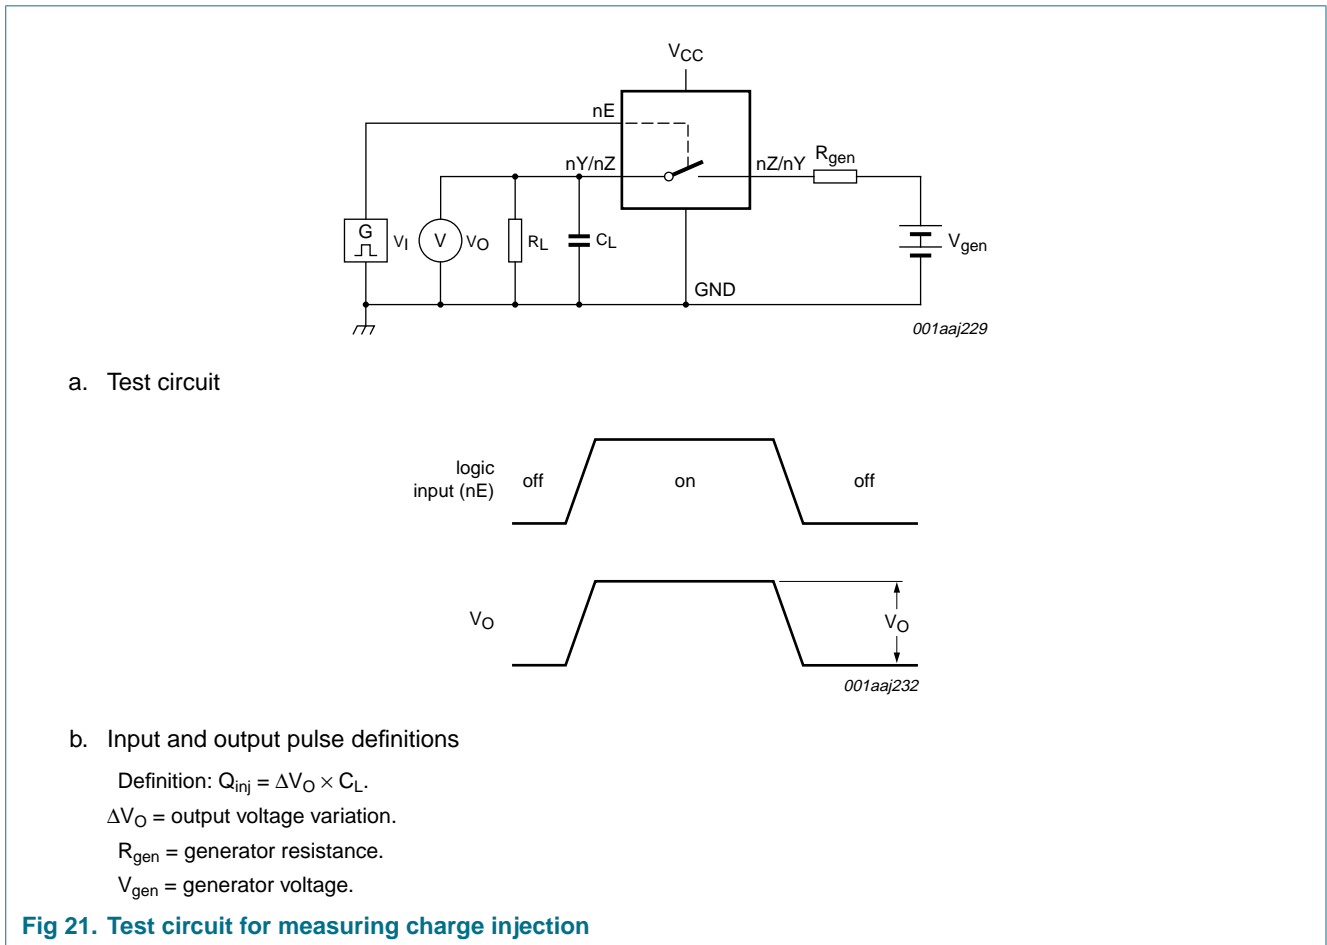 VCC
nE
nY/nZ
nZ/nY
Rgen
G
VI
V
VO
RL
CL
Vgen
GND
001aaj229
a. Test circuit
logic
input (nE)
off
on
off
VO
VO
001aaj232
b. Input and output pulse definitions
Definition: Qinj = ΔVO × CL.
ΔVO = output voltage variation.
Rgen = generator resistance.
Vgen = generator voltage.
Fig 21. Test circuit for measuring charge injection